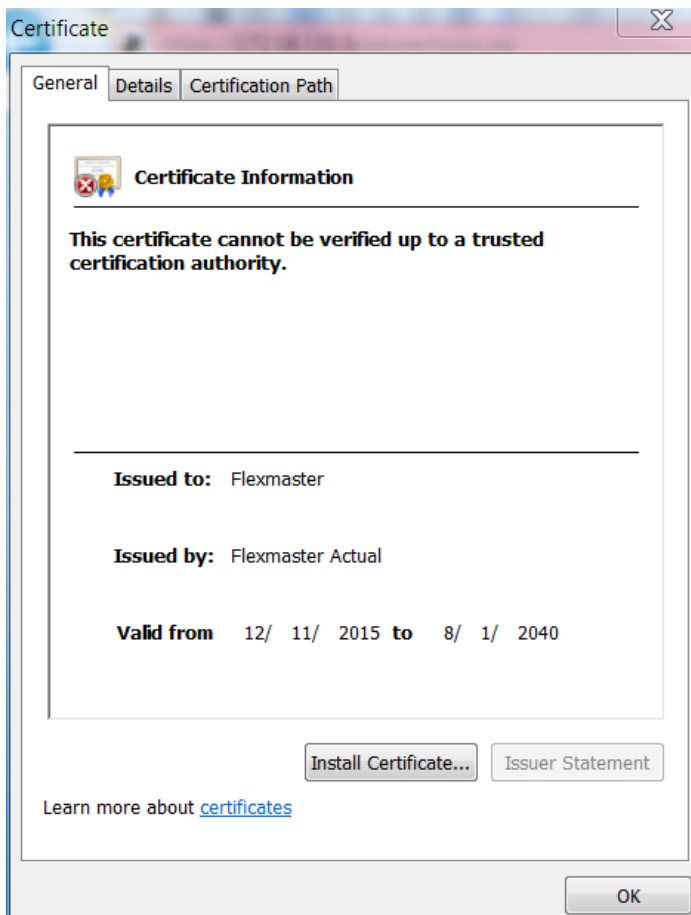 Certificate
General Details Certification Path
Certificate Information
This certificate cannot be verified up to a trusted
certification authority.
Issued to: Flexmaster
Issued by: Flexmaster Actual
Valid from 12/ 11/ 2015 to 8/ 1/ 2040
Install Certificate... Issuer Statement
Learn more about certificates
OK